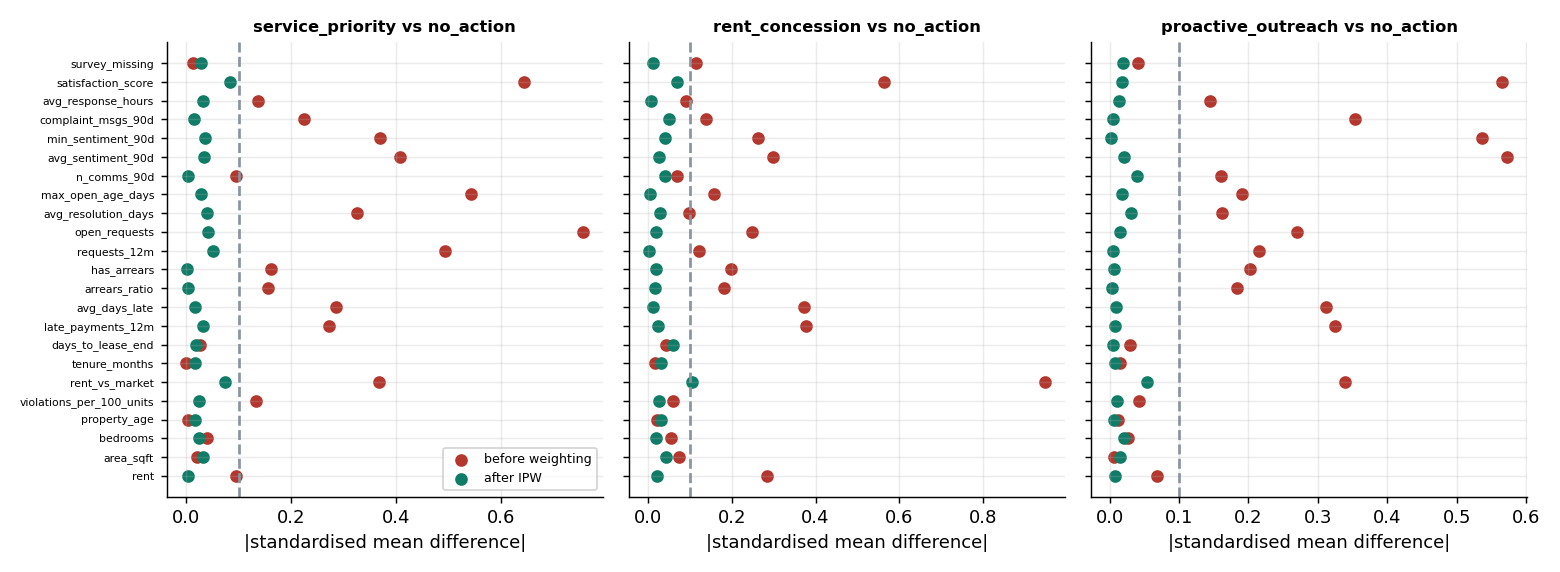 service_priority vs no_action
rent_concession vs no_action
proactive_outreach vs no_action
survey_missing
satisfaction_score
avg_response_hours
complaint_msgs_90d
min_sentiment_90d
avg_sentiment_90d
n_comms_90d
max_open_age_days
avg_resolution_days
open_requests
requests_12m
has_arrears
arrears_ratio
avg_days_late
late_payments_12m
days_to_lease_end
tenure_months
rent_vs_market
violations_per_100_units
property_age
bedrooms
area_sqft
rent
before weighting
after IPW
0.0 0.2 0.4 0.6
0.0 0.2 0.4 0.6 0.8
0.0 0.1 0.2 0.3 0.4 0.5 0.6
|standardised mean difference|
|standardised mean difference|
|standardised mean difference|